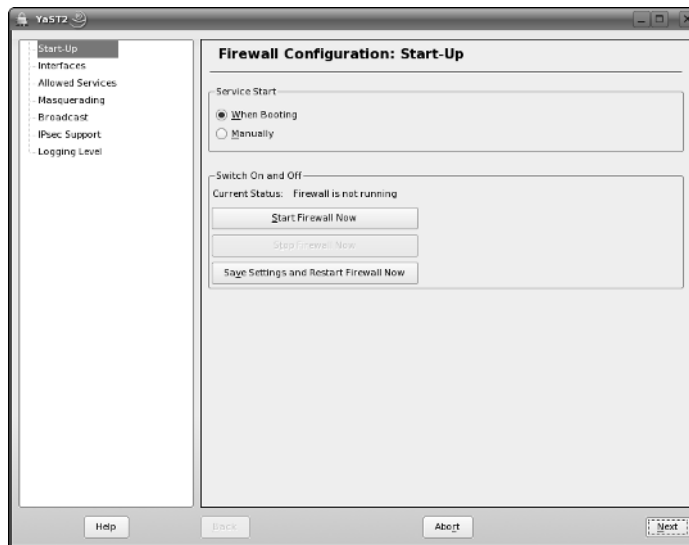 YaST2
Start-Up
Interfaces
Allowed Services
Masquerading
Broadcast
IPsec Support
Logging Level
Firewall Configuration: Start-Up
Service Start
When Booting
Manually
Switch On and Off
Current Status: Firewall is not running
Start Firewall Now
Stop Firewall Now
Save Settings and Restart Firewall Now
Help
Back
Abort
Next